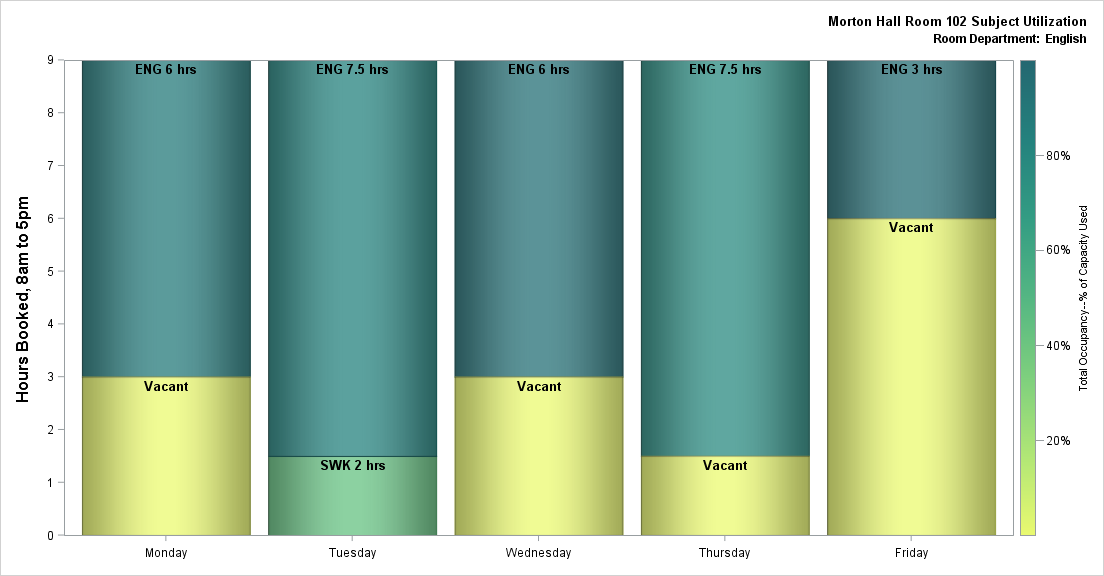 Morton Hall Room 102 Subject Utilization
Room Department: English
Hours Booked, 8am to 5pm
9
8
7
6
5
4
3
2
1
0
ENG 6 hrs
Vacant
ENG 7.5 hrs
SWK 2 hrs
ENG 6 hrs
Vacant
ENG 7.5 hrs
Vacant
ENG 3 hrs
Vacant
Monday
Tuesday
Wednesday
Thursday
Friday
80%
60%
40%
20%
Total Occupancy--% of Capacity Used